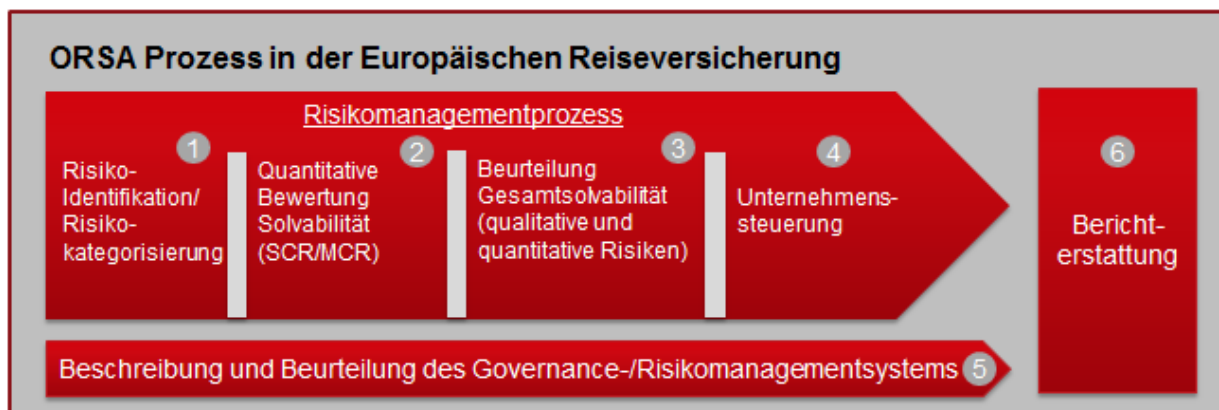 ORSA Prozess in der Europäischen Reiseversicherung
Risikomanagementprozess
1
Risiko-
Identifikation/
Risiko-
kategorisierung
2
Quantitative
Bewertung
Solvabilität
(SCR/MCR)
3
Beurteilung
Gesamtsolvabilität
(qualitative und
quantitative Risiken)
4
Unternehmens-
steuerung
Beschreibung und Beurteilung des Governance-/Risikomanagementsystems 5
6
Bericht-
erstattung